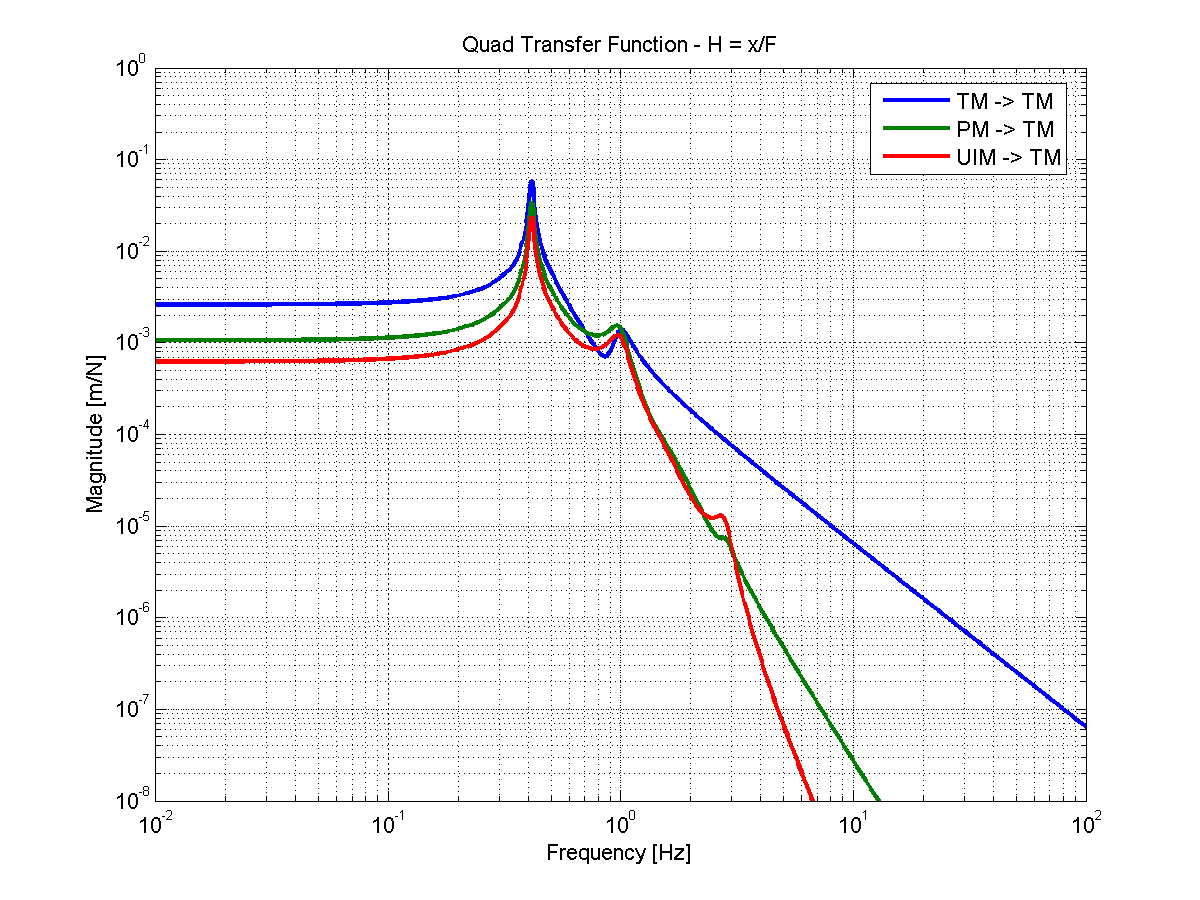 Quad Transfer Function - H = x/F
10^0
10^-1
10^-2
10^-3
10^-4
10^-5
10^-6
10^-7
10^-8
Magnitude [m/N]
TM -> TM
PM -> TM
UIM -> TM
10^-2 10^-1 10^0 10^1 10^2
Frequency [Hz]